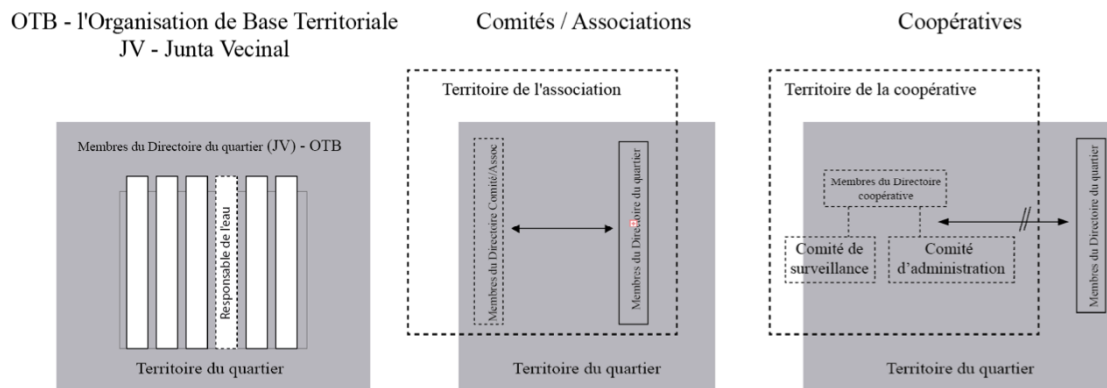 OTB - l'Organisation de Base Territoriale
JV - Junta Vecinal
Membres du Directoire du quartier (JV) - OTB
Responsable de l'eau
Territoire du quartier
Comités / Associations
Territoire de l'association
Membres du Directoire Comité/Assoc
Membres du Directoire du quartier
Territoire du quartier
Coopératives
Territoire de la coopérative
Membres du Directoire
coopérative
Comité de
surveillance
Comité
d'administration
Membres du Directoire du quartier
Territoire du quartier